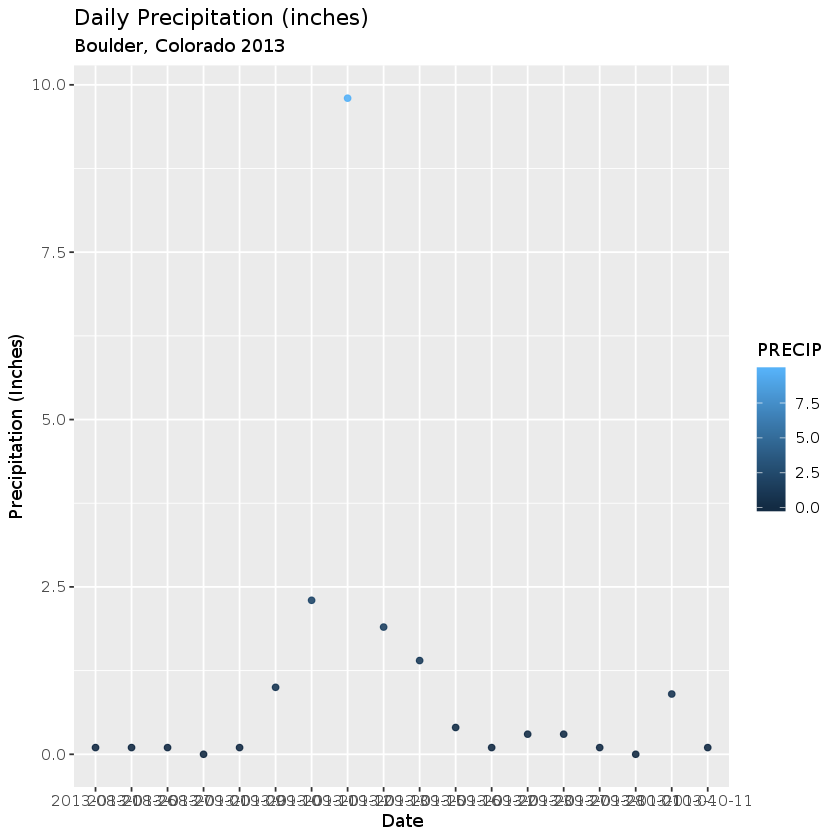 Daily Precipitation (inches)
Boulder, Colorado 2013
10.0
7.5
5.0
2.5
0.0
Precipitation (Inches)
Date
PRECIP
7.5
5.0
2.5
0.0